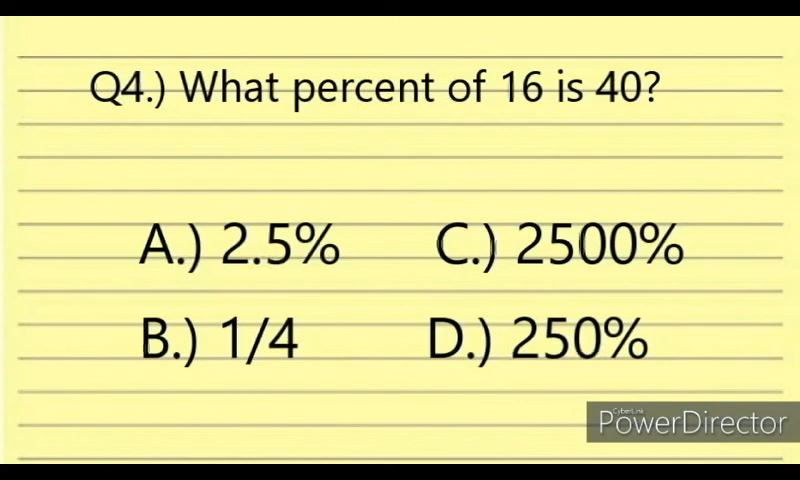 Q4.) What percent of 16 is 40?
A.) 2.5% C.) 2500%
B.) 1/4 D.) 250%
CyberLink
PowerDirector